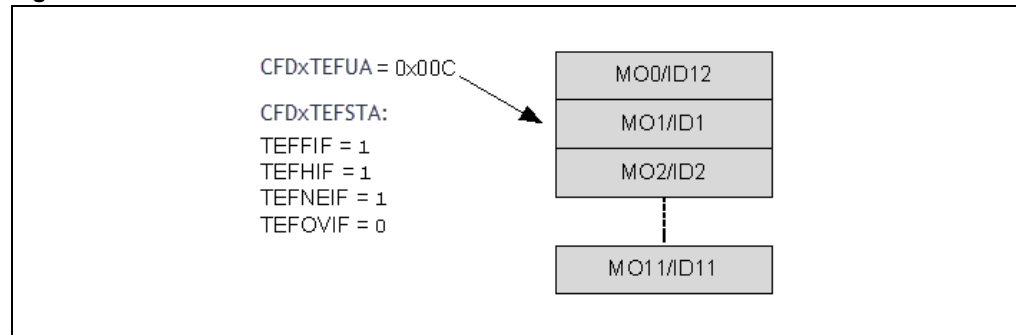 CFDxTEFUA = 0x00C
CFDxTEFSTA:
TEFFIF = 1
TEFHIF = 1
TEFNEIF = 1
TEFOVIF = 0
MO0/ID12
MO1/ID1
MO2/ID2
MO11/ID11